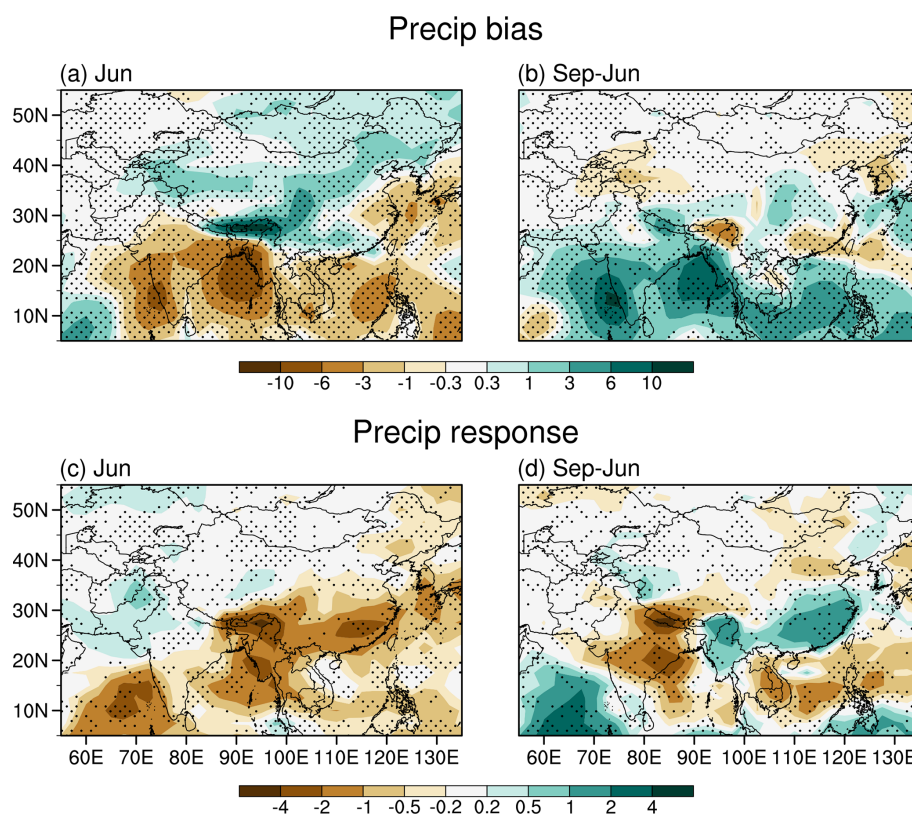 Precip bias
(a) Jun
(b) Sep-Jun
50N
40N
30N
20N
10N
-10 -6 -3 -1 -0.3 0.3 1 3 6 10
Precip response
(c) Jun
(d) Sep-Jun
50N
40N
30N
20N
10N
60E 70E 80E 90E 100E 110E 120E 130E 60E 70E 80E 90E 100E 110E 120E 130E
-4 -2 -1 -0.5 -0.2 0.2 0.5 1 2 4